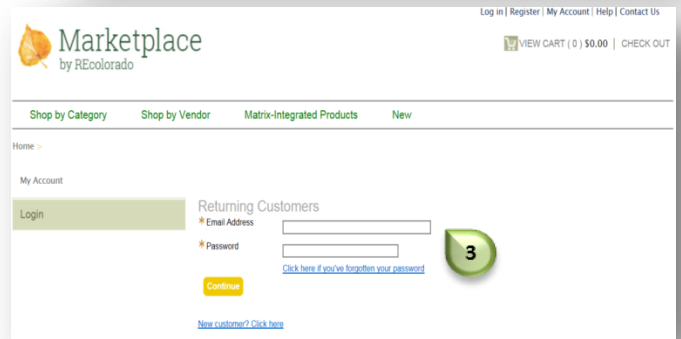 Log in | Register | My Account | Help | Contact Us
Marketplace
by REcolorado
VIEW CART ( 0 ) $0.00 | CHECK OUT
Shop by Category Shop by Vendor Matrix-Integrated Products New
Home >
My Account
Login
Returning Customers
*Email Address
*Password
3
Click here if you've forgotten your password
Continue
New customer? Click here